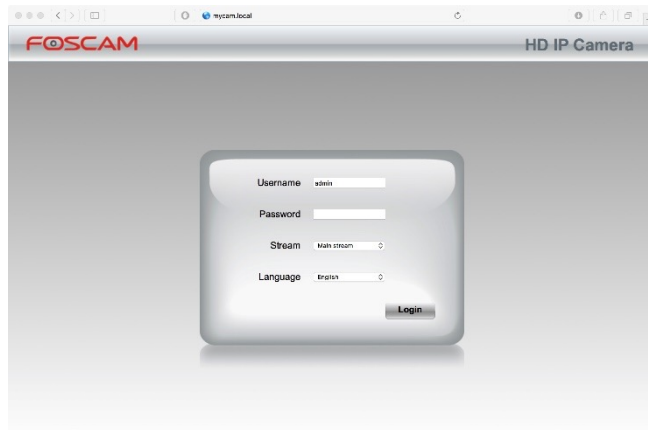 mycam.local
FOSCAM
HD IP Camera
Username admin
Password
Stream Main stream
Language English
Login